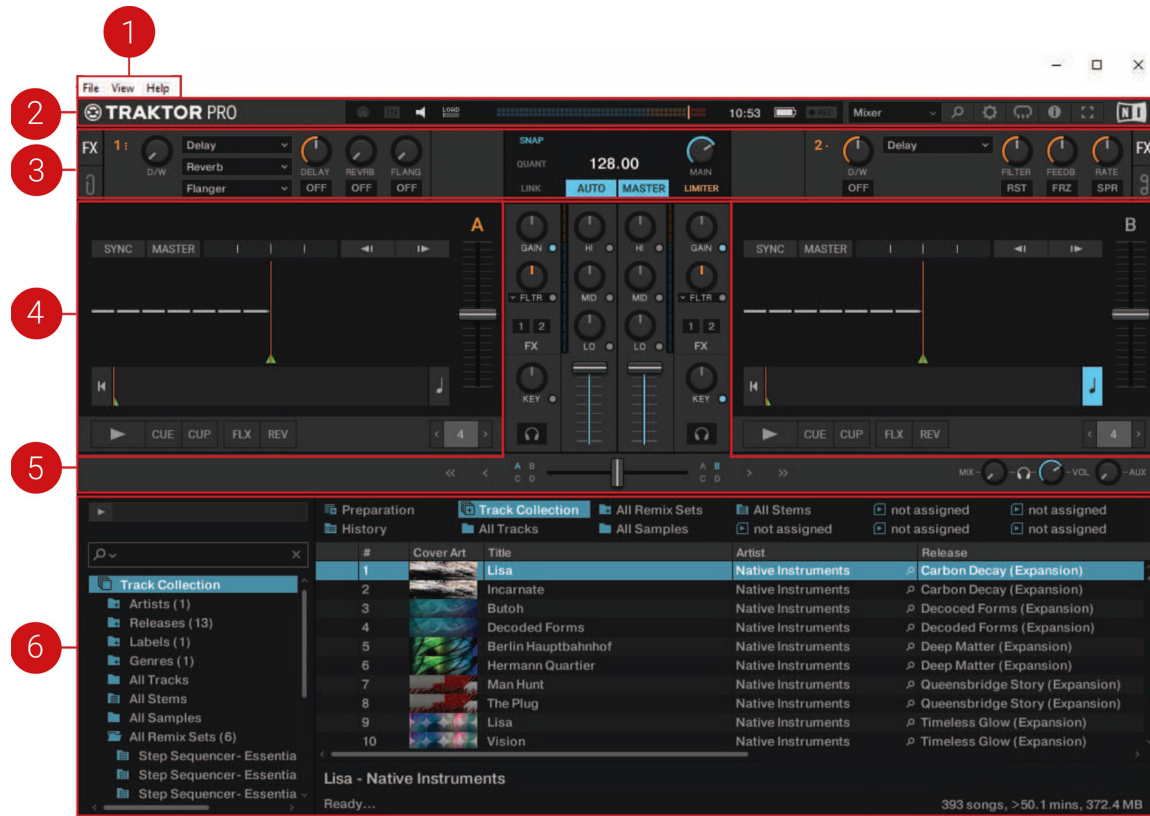 1
File View Help
2
TRAKTOR PRO LOAD 10:53 REC Mixer NI
3
FX 1 D/W Delay Reverb Flanger DELAY REVRB FLANG OFF OFF OFF
SNAP QUANT LINK 128.00 AUTO MASTER MAIN LIMITER
2 D/W OFF Delay FILTER FEEDB RATE RST FRZ SPR FX
4
A
SYNC MASTER
CUE CUP FLX REV 4
GAIN HI HI GAIN
FLTR MID MID FLTR
1 2 LO LO 1 2
FX FX
KEY KEY
B
SYNC MASTER
CUE CUP FLX REV 4
5
A B A B
C D C D
MIX VOL AUX
6
Track Collection
Artists (1)
Releases (13)
Labels (1)
Genres (1)
All Tracks
All Stems
All Samples
All Remix Sets (6)
Step Sequencer- Essentia
Step Sequencer- Essentia
Step Sequencer- Essentia
Preparation Track Collection All Remix Sets All Stems not assigned not assigned
History All Tracks All Samples not assigned not assigned not assigned
# Cover Art Title Artist Release
1 Lisa Native Instruments Carbon Decay (Expansion)
2 Incarnate Native Instruments Carbon Decay (Expansion)
3 Butoh Native Instruments Decoced Forms (Expansion)
4 Decoded Forms Native Instruments Decoded Forms (Expansion)
5 Berlin Hauptbahnhof Native Instruments Deep Matter (Expansion)
6 Hermann Quartier Native Instruments Deep Matter (Expansion)
7 Man Hunt Native Instruments Queensbridge Story (Expansion)
8 The Plug Native Instruments Queensbridge Story (Expansion)
9 Lisa Native Instruments Timeless Glow (Expansion)
10 Vision Native Instruments Timeless Glow (Expansion)
Lisa - Native Instruments
Ready... 393 songs, >50.1 mins, 372.4 MB